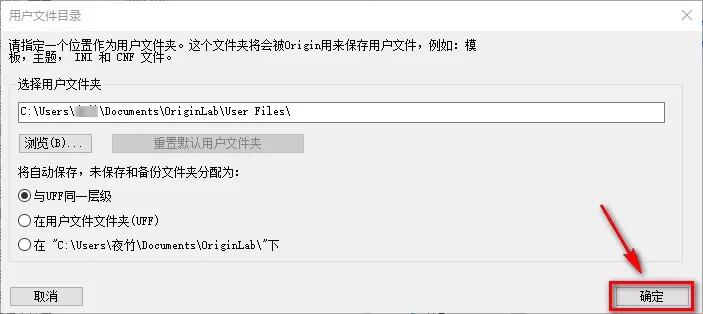 用户文件目录
请指定一个位置作为用户文件夹。这个文件夹将会被Origin用来保存用户文件，例如：模
板，主题， INI 和 CNF 文件。
选择用户文件夹
C:\Users\ \Documents\OriginLab\User Files\
浏览(B)... 重置默认用户文件夹
将自动保存，未保存和备份文件夹分配为：
与UFF同一层级
在用户文件文件夹(UFF)
在 "C:\Users\夜竹\Documents\OriginLab\"下
取消 确定